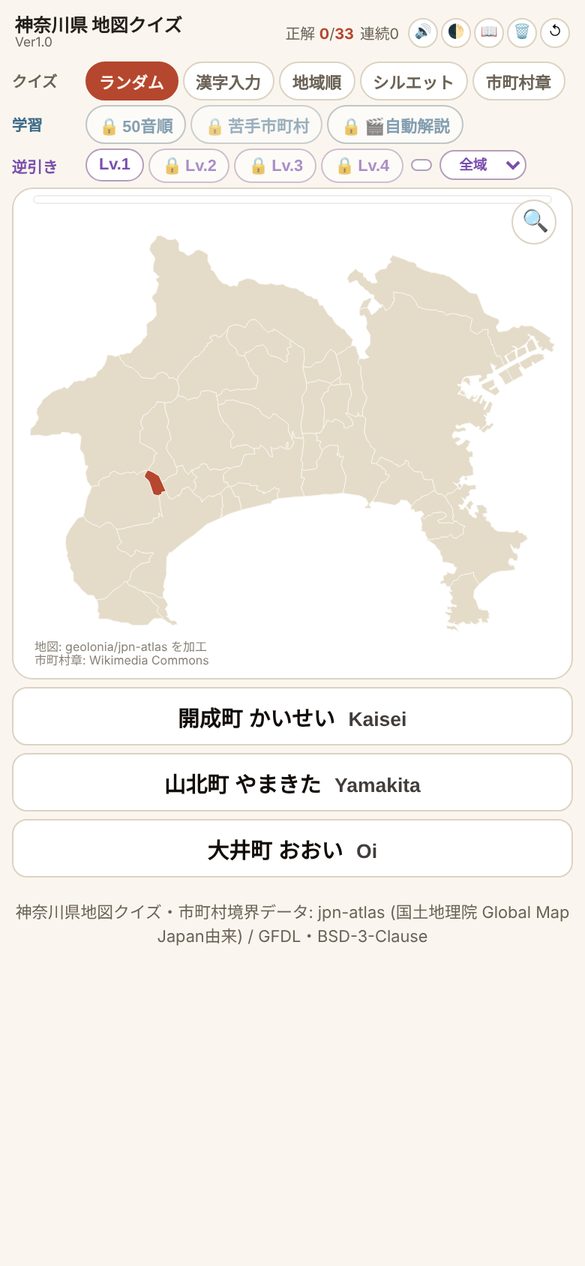 神奈川県 地図クイズ
Ver1.0
正解 0/33 連続0 🔊 🌓 📖 🗑️ ↺
クイズ ランダム 漢字入力 地域順 シルエット 市町村章
学習 🔒 50音順 🔒 苦手市町村 🔒 🎬自動解説
逆引き Lv.1 🔒 Lv.2 🔒 Lv.3 🔒 Lv.4 全域
🔍
地図: geolonia/jpn-atlas を加工
市町村章: Wikimedia Commons
開成町 かいせい Kaisei
山北町 やまきた Yamakita
大井町 おおい Oi
神奈川県地図クイズ・市町村境界データ: jpn-atlas (国土地理院 Global Map
Japan由来) / GFDL・BSD-3-Clause